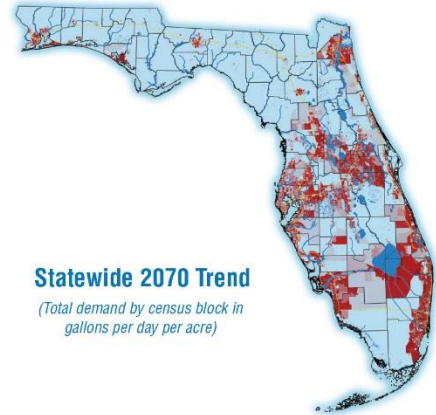 Statewide 2070 Trend
(Total demand by census block in
gallons per day per acre)